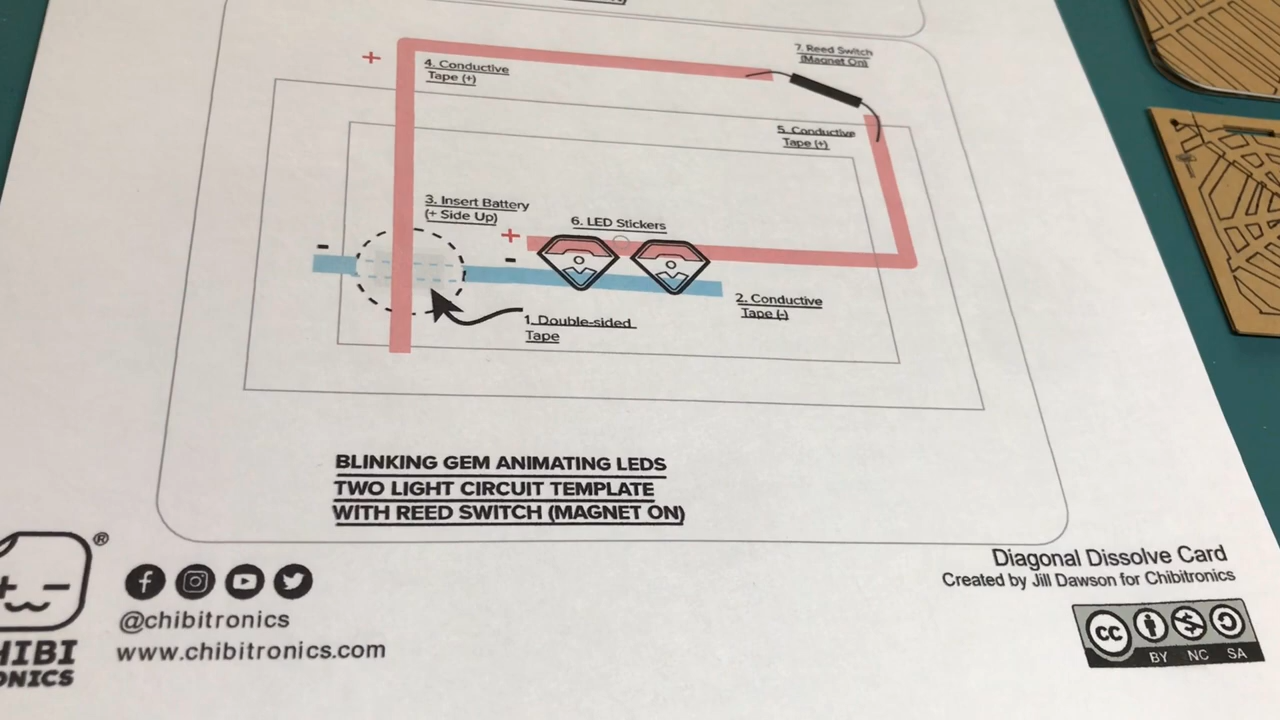 +
4. Conductive
Tape (+)
7. Reed Switch
(Magnet On)
5. Conductive
Tape (+)
3. Insert Battery
(+ Side Up)
6. LED Stickers
+
-
-
2. Conductive
Tape (-)
1. Double-sided
Tape
BLINKING GEM ANIMATING LEDS
TWO LIGHT CIRCUIT TEMPLATE
WITH REED SWITCH (MAGNET ON)
®
@chibitronics
www.chibitronics.com
HIBI
ONICS
Diagonal Dissolve Card
Created by Jill Dawson for Chibitronics
cc
BY NC SA